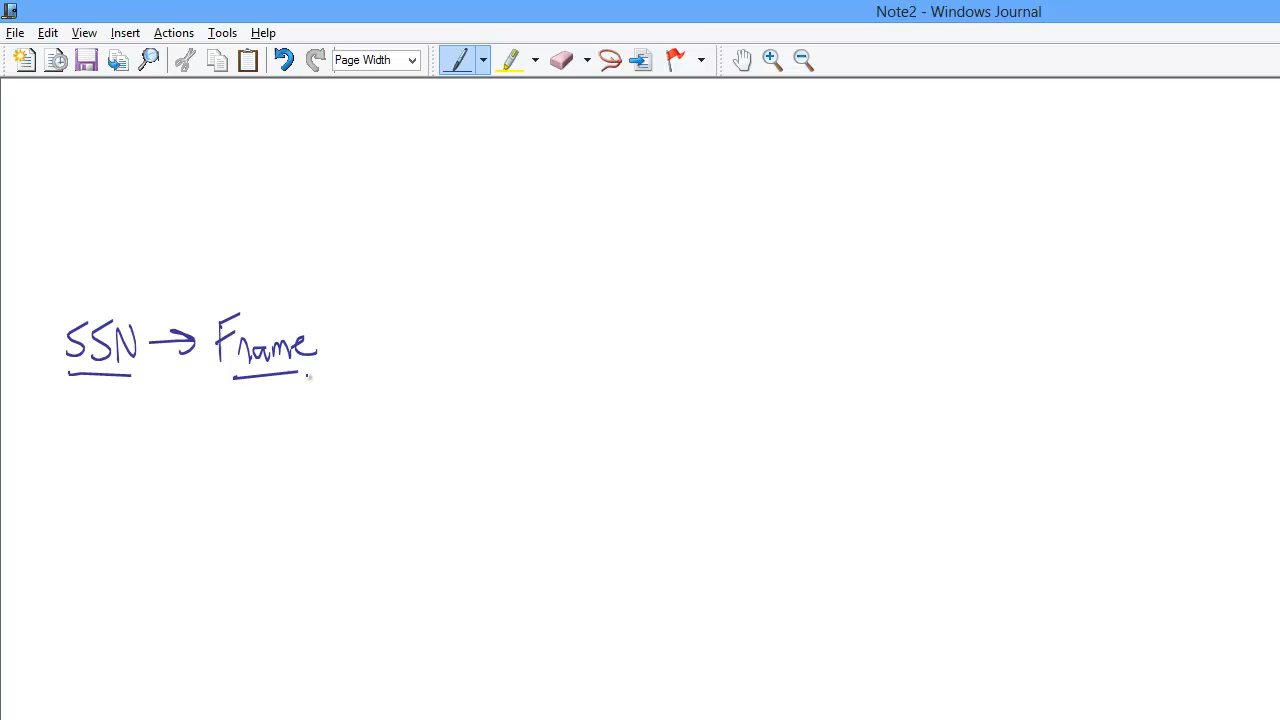 Note2 - Windows Journal
File Edit View Insert Actions Tools Help
Page Width
SSN → Fname